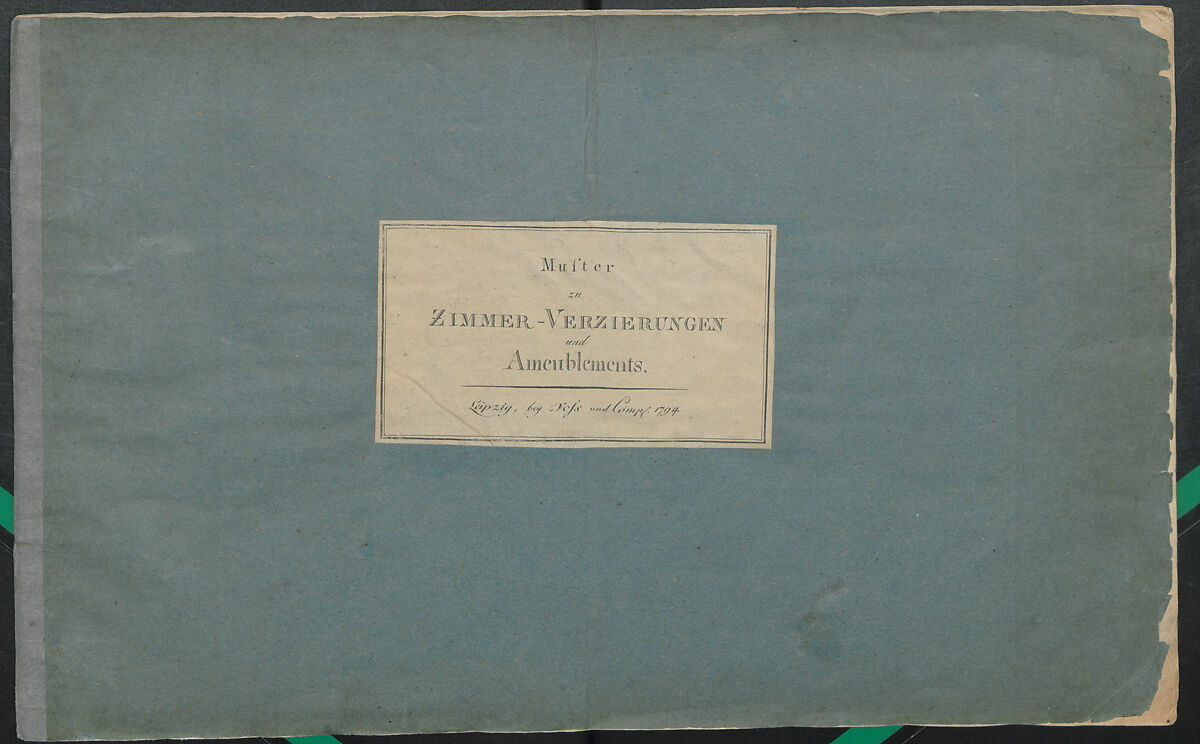 Muſter
zu
ZIMMER-VERZIERUNGEN
und
Ameublements.
Leipzig, bey Voſs und Comp. 1794